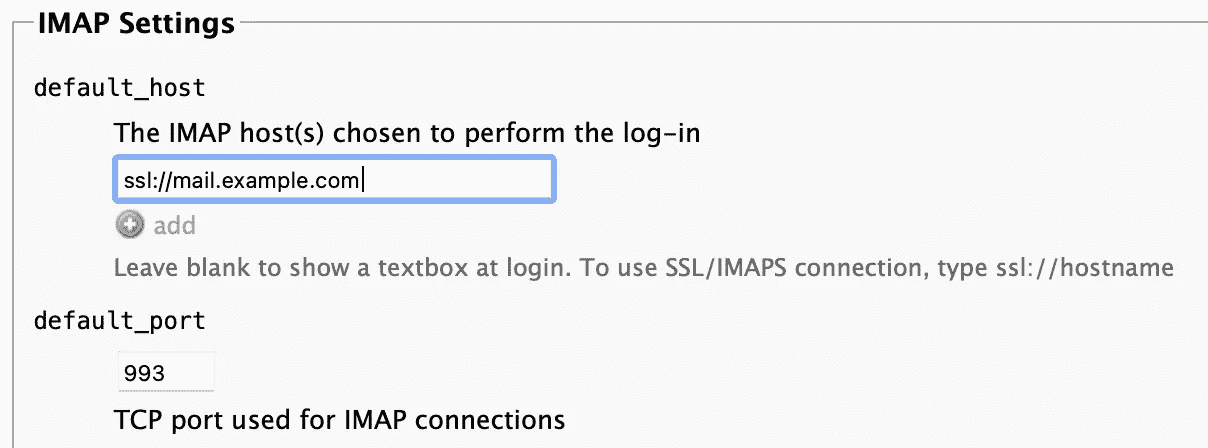 IMAP Settings
default_host
The IMAP host(s) chosen to perform the log-in
ssl://mail.example.com
add
Leave blank to show a textbox at login. To use SSL/IMAPS connection, type ssl://hostname
default_port
993
TCP port used for IMAP connections